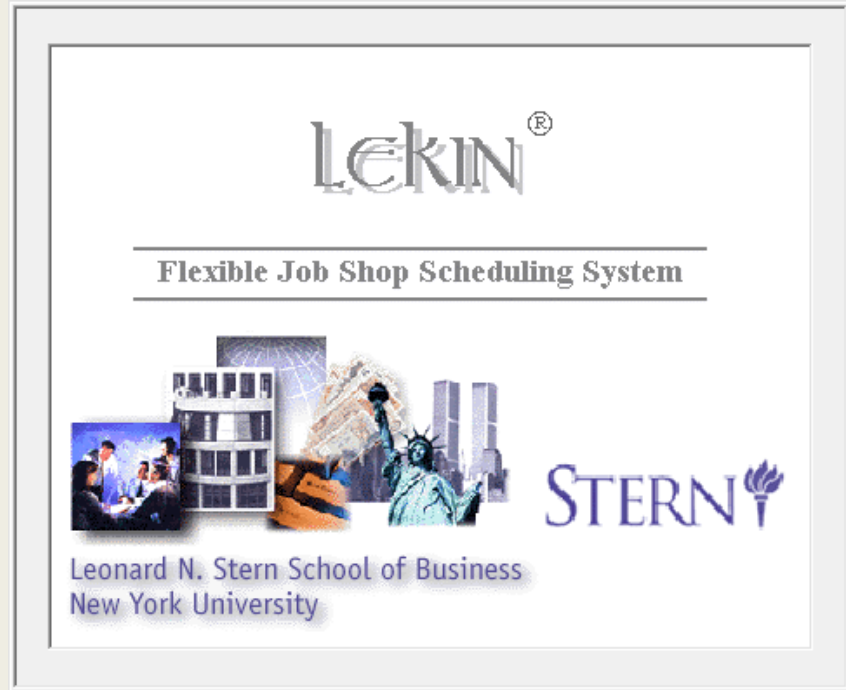 LEKIN®
Flexible Job Shop Scheduling System
STERN
Leonard N. Stern School of Business
New York University